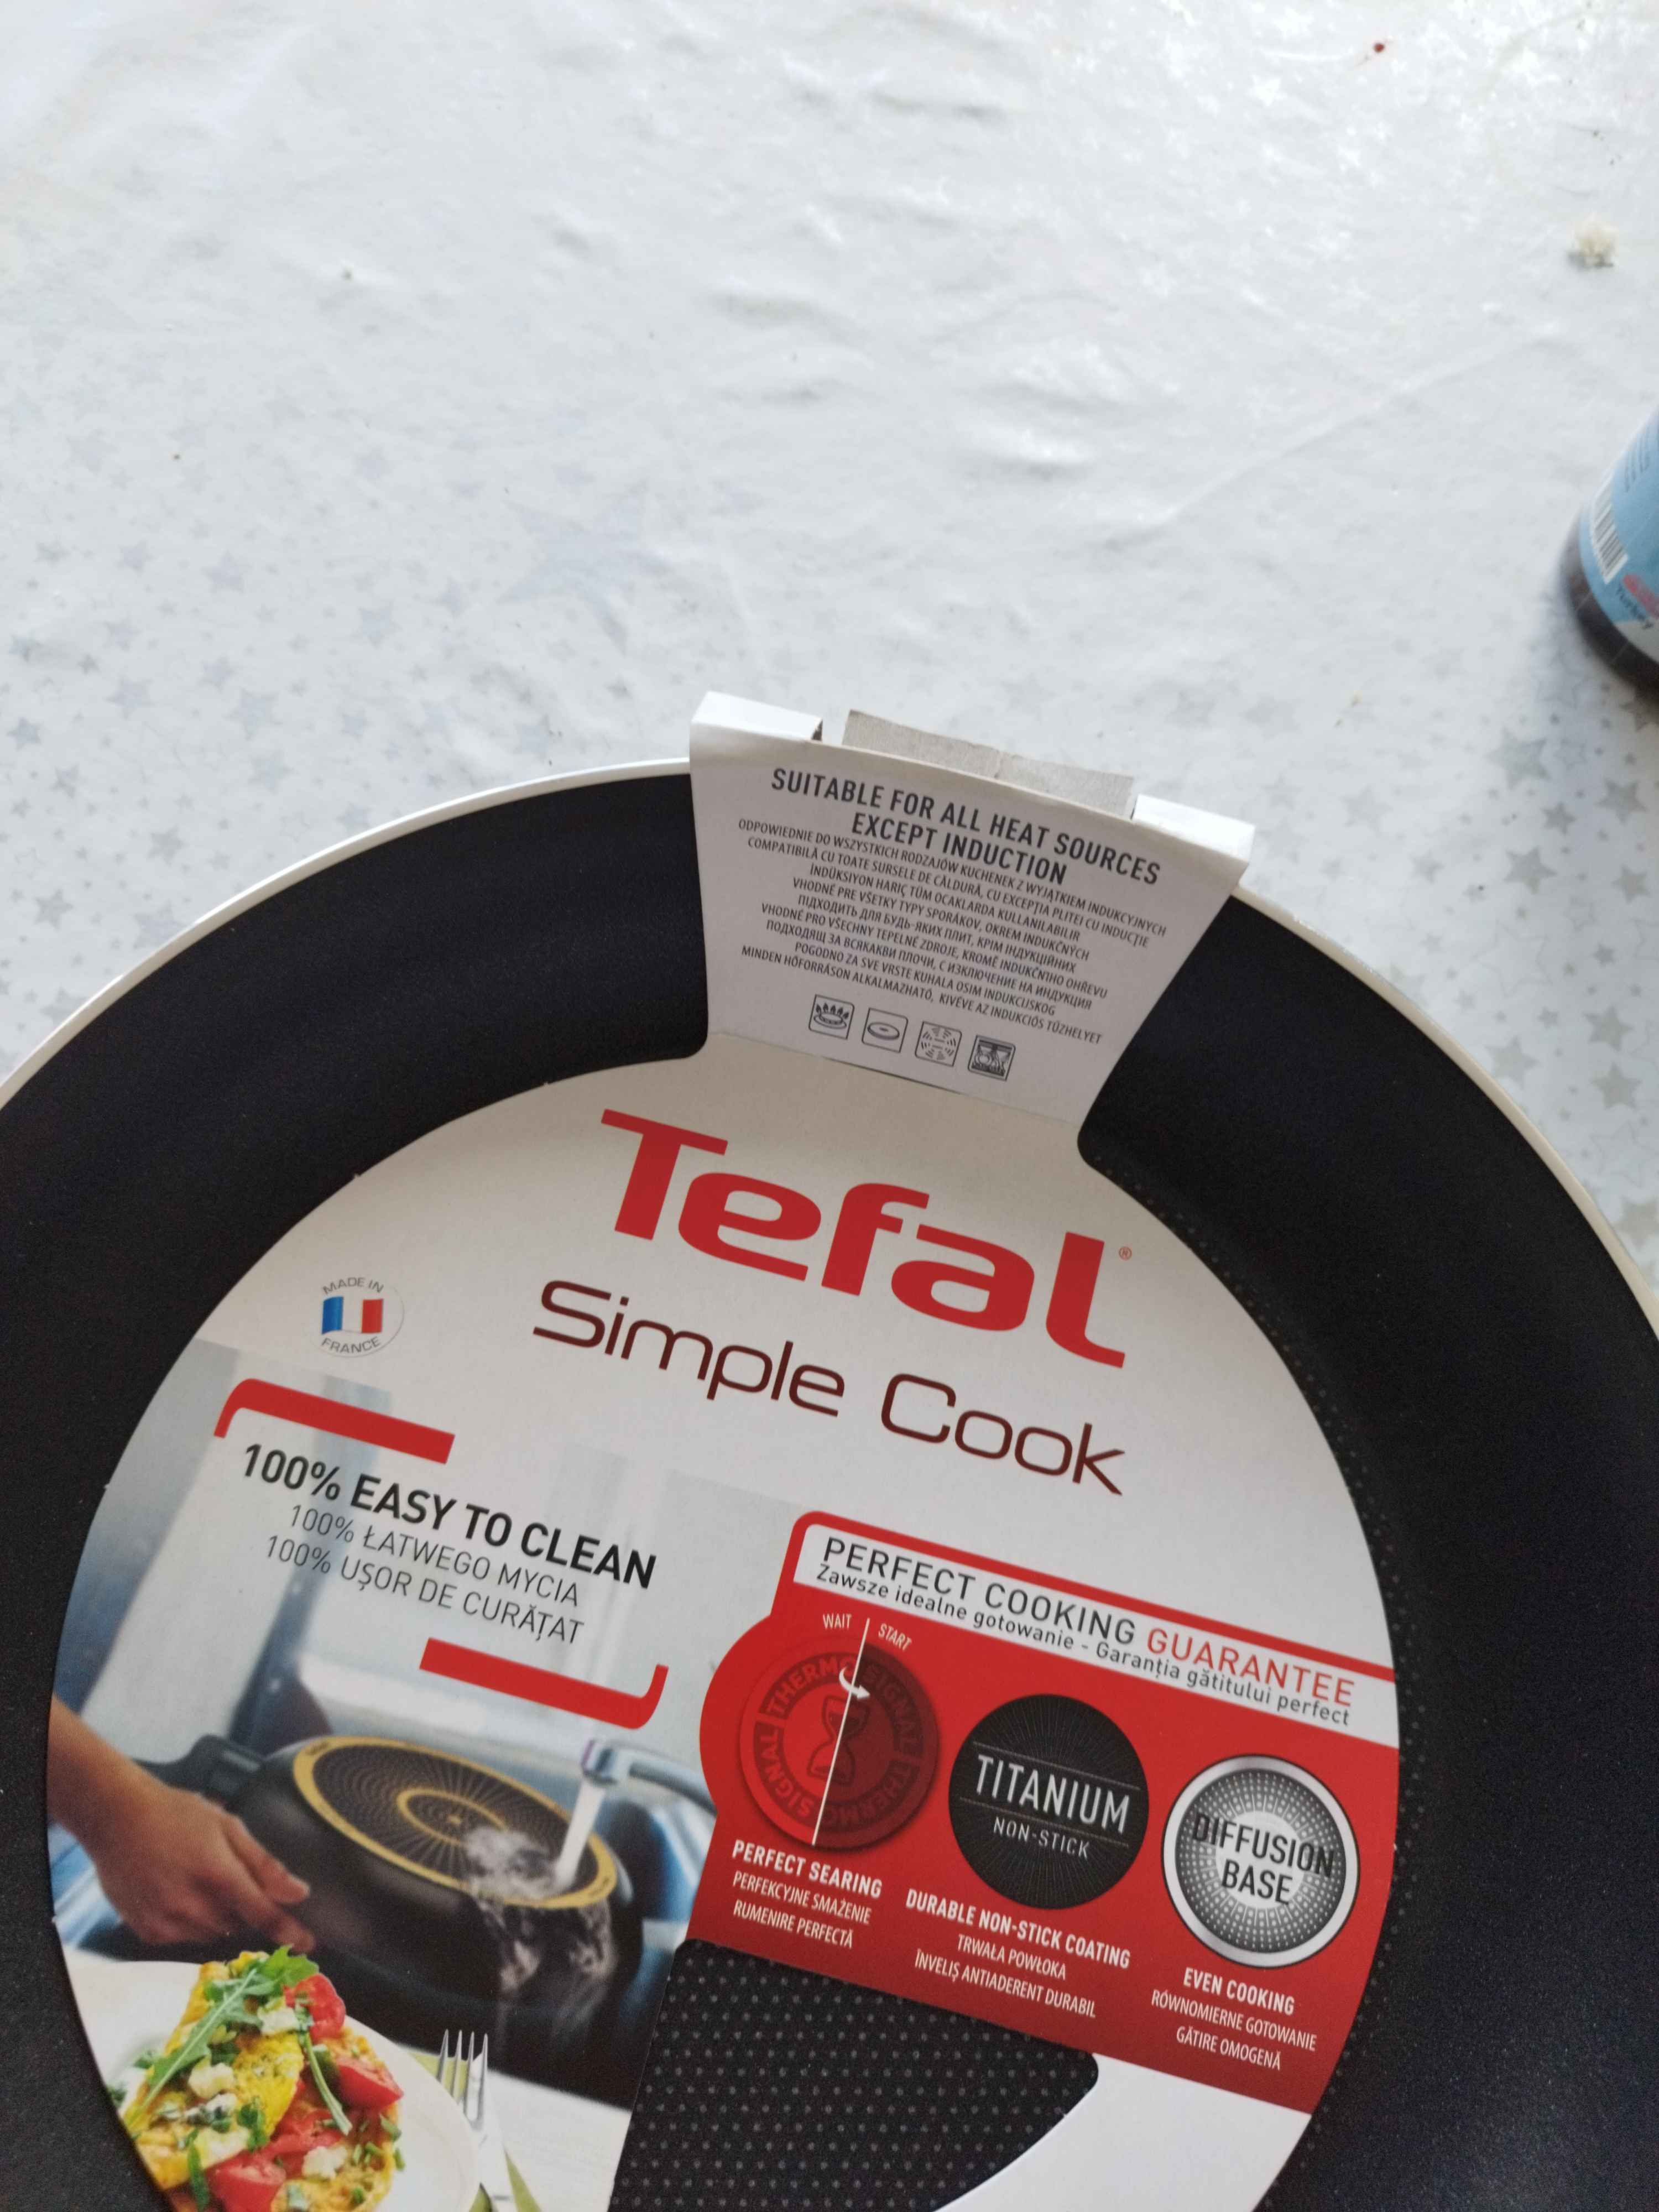 SUITABLE FOR ALL HEAT SOURCES
EXCEPT INDUCTION
ODPOWIEDNIE DO WSZYSTKICH RODZAJÓW KUCHENEK Z WYJĄTKIEM INDUKCYJNYCH
COMPATIBILĂ CU TOATE SURSELE DE CĂLDURĂ, CU EXCEPȚIA PLITEI CU INDUCȚIE
İNDÜKSIYON HARIÇ TÜM OCAKLARDA KULLANILABILIR
VHODNÉ PRE VŠETKY TYPY SPORÁKOV, OKREM INDUKČNÝCH
ПІДХОДИТЬ ДЛЯ БУДЬ-ЯКИХ ПЛИТ, КРІМ ІНДУКЦІЙНИХ
VHODNÉ PRO VŠECHNY TEPELNÉ ZDROJE, KROMĚ INDUKČNÍHO OHŘEVU
ПОДХОДЯЩ ЗА ВСЯКАКВИ ПЛОЧИ, С ИЗКЛЮЧЕНИЕ НА ИНДУКЦИЯ
POGODNO ZA SVE VRSTE KUHALA OSIM INDUKCIJSKOG
MINDEN HŐFORRÁSON ALKALMAZHATÓ, KIVÉVE AZ INDUKCIÓS TŰZHELYET
Tefal®
Simple Cook
MADE IN
FRANCE
100% EASY TO CLEAN
100% ŁATWEGO MYCIA
100% UȘOR DE CURĂȚAT
PERFECT COOKING GUARANTEE
Zawsze idealne gotowanie - Garanția gătitului perfect
WAIT START
THERMO SIGNAL
THERMO SIGNAL
PERFECT SEARING
PERFEKCYJNE SMAŻENIE
RUMENIRE PERFECTĂ
TITANIUM
NON-STICK
DURABLE NON-STICK COATING
TRWAŁA POWŁOKA
ÎNVELIȘ ANTIADERENT DURABIL
DIFFUSION
BASE
EVEN COOKING
RÓWNOMIERNE GOTOWANIE
GĂTIRE OMOGENĂ
Turkey